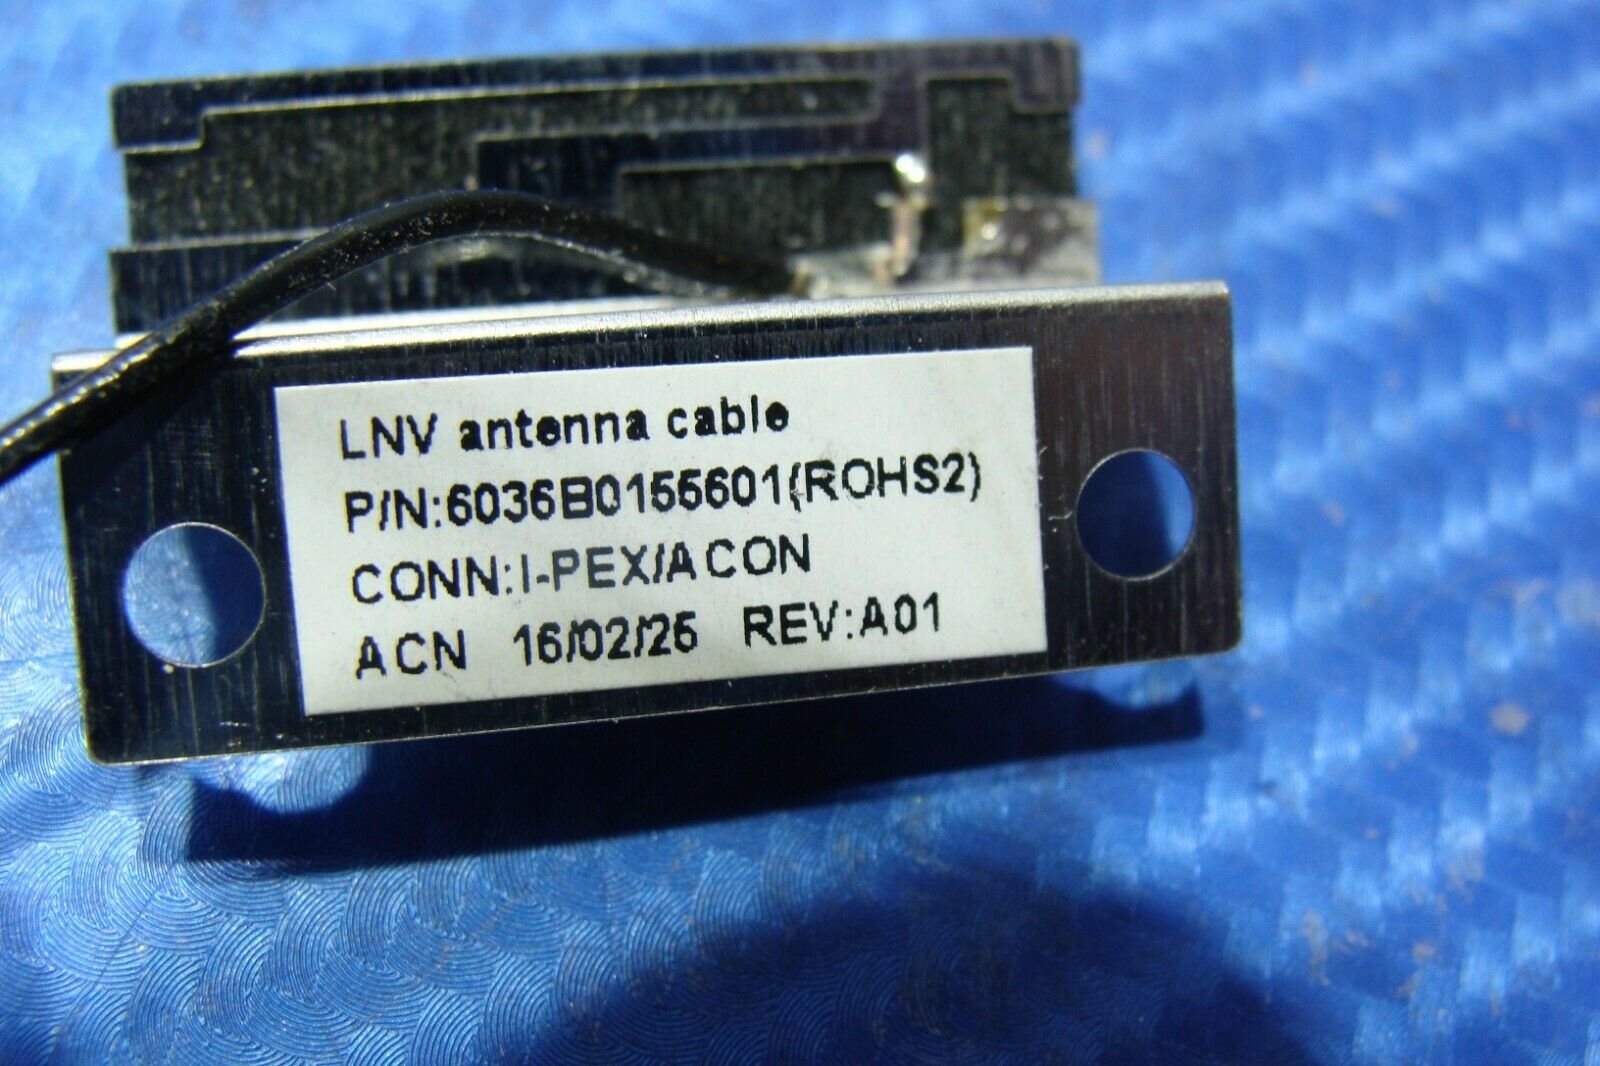 LNV antenna cable
P/N:6036B0155601(ROHS2)
CONN:I-PEX/ACON
ACN 16/02/25 REV:A01